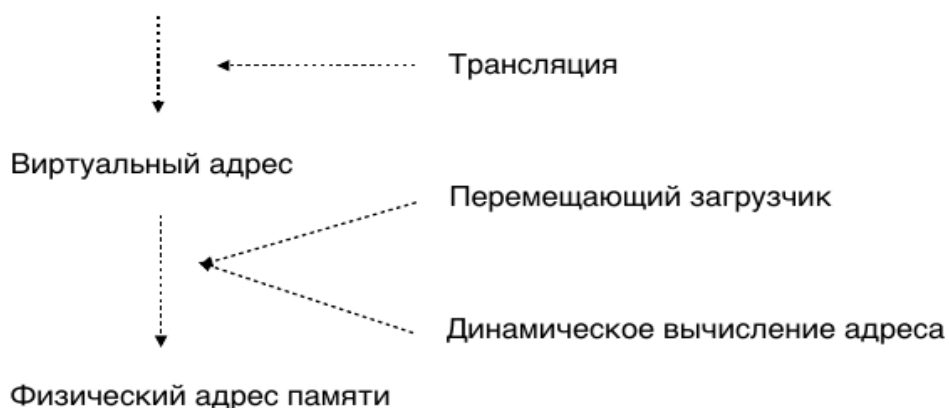 Трансляция
Виртуальный адрес
Перемещающий загрузчик
Динамическое вычисление адреса
Физический адрес памяти